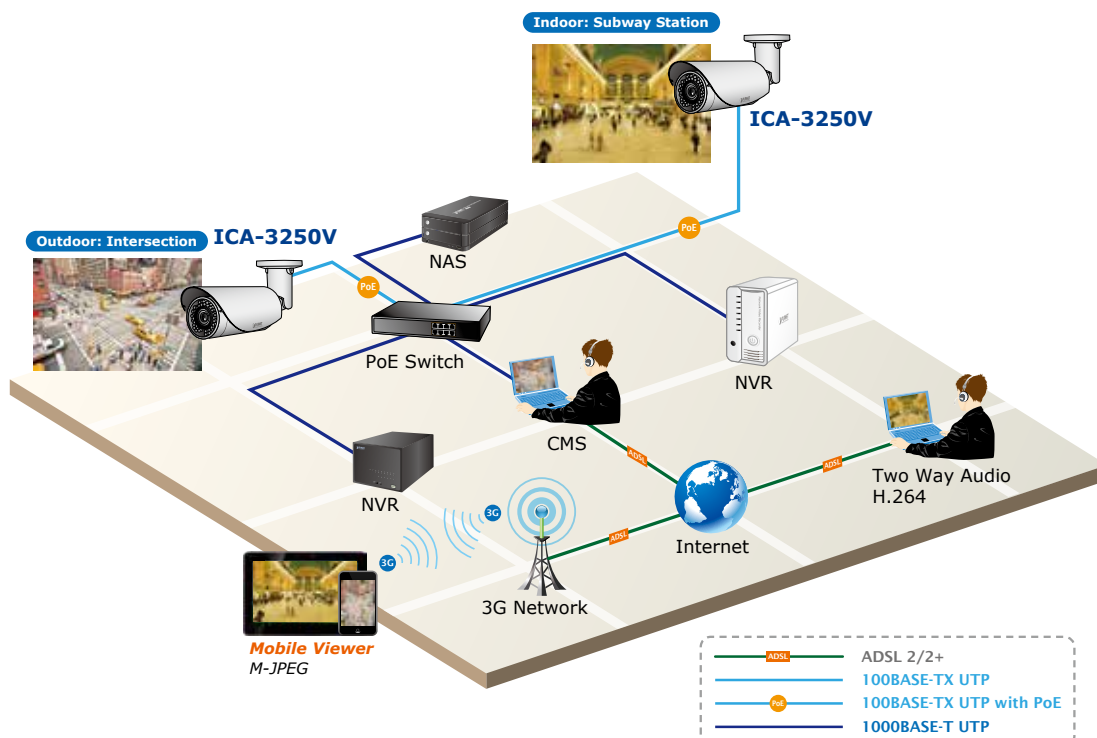 Indoor: Subway Station
ICA-3250V
Outdoor: Intersection
ICA-3250V
NAS
PoE
PoE
PoE Switch
NVR
CMS
ADSL
ADSL
Two Way Audio
H.264
NVR
3G
3G
ADSL
Internet
3G Network
Mobile Viewer
M-JPEG
ADSL
ADSL 2/2+
100BASE-TX UTP
PoE
100BASE-TX UTP with PoE
1000BASE-T UTP